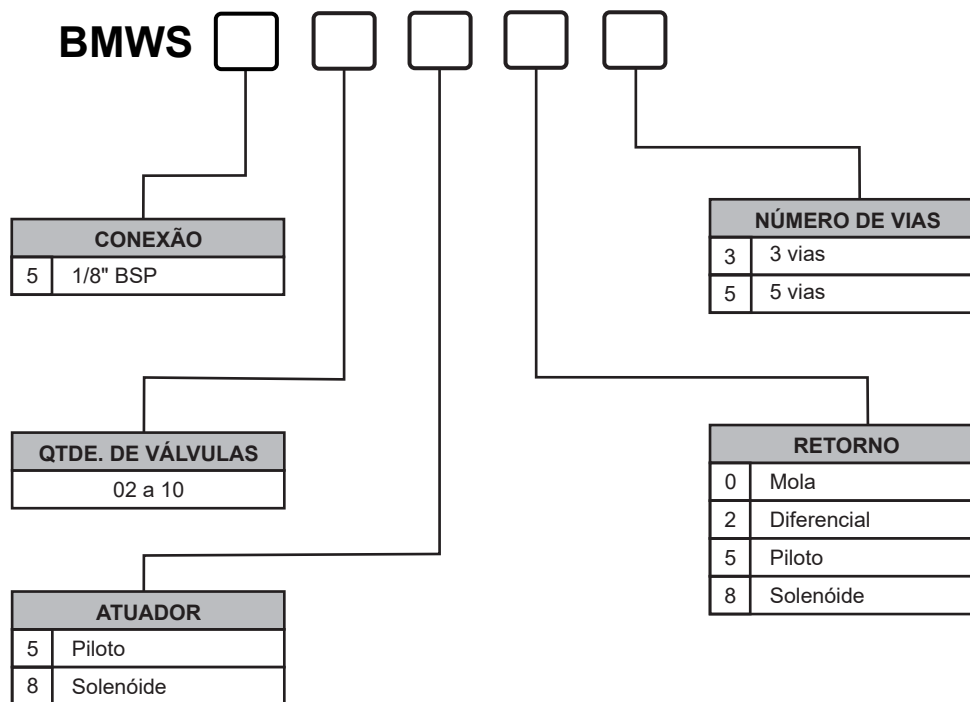 BMWS
CONEXÃO
5 1/8" BSP
QTDE. DE VÁLVULAS
02 a 10
ATUADOR
5 Piloto
8 Solenóide
NÚMERO DE VIAS
3 3 vias
5 5 vias
RETORNO
0 Mola
2 Diferencial
5 Piloto
8 Solenóide